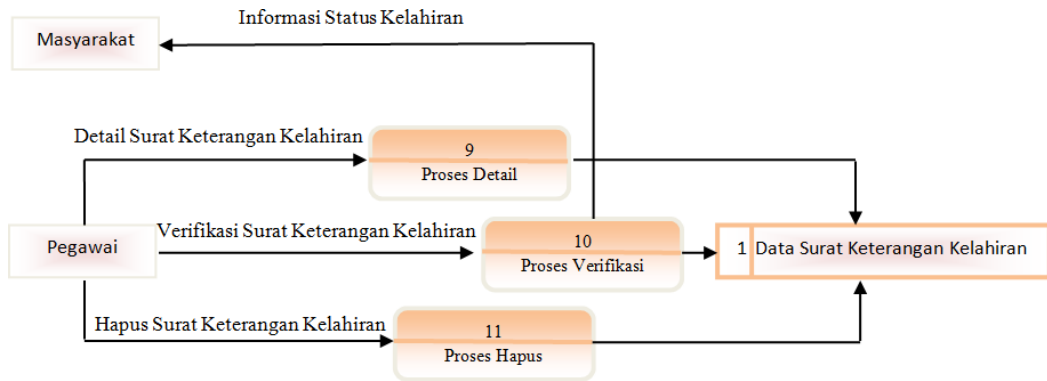 Informasi Status Kelahiran
Masyarakat
Detail Surat Keterangan Kelahiran
9
Proses Detail
Pegawai
Verifikasi Surat Keterangan Kelahiran
10
Proses Verifikasi
1 Data Surat Keterangan Kelahiran
Hapus Surat Keterangan Kelahiran
11
Proses Hapus